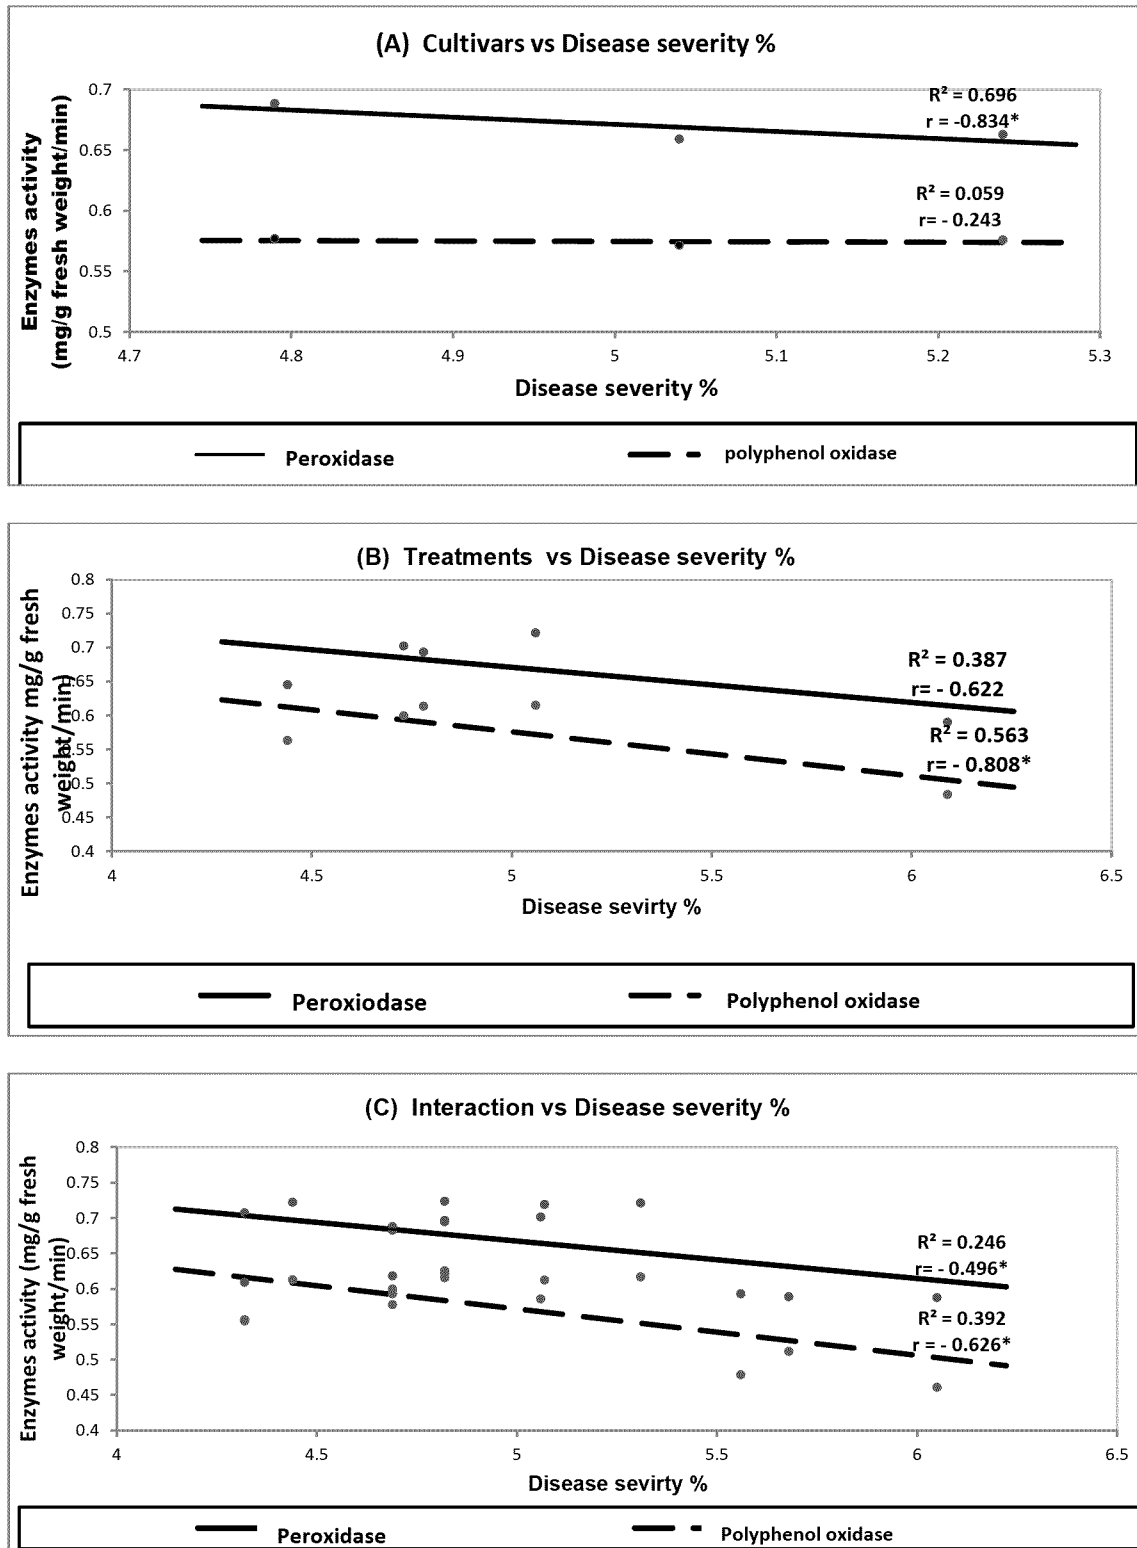 (A) Cultivars vs Disease severity %
Enzymes activity
(mg/g fresh weight/min)
0.7
0.65
0.6
0.55
0.5
R² = 0.696
r = -0.834*
R² = 0.059
r= - 0.243
4.7 4.8 4.9 5 5.1 5.2 5.3
Disease severity %
Peroxidase polyphenol oxidase
(B) Treatments vs Disease severity %
Enzymes activity mg/g fresh
weight/min)
0.8
0.75
0.7
0.65
0.6
0.55
0.5
0.45
0.4
R² = 0.387
r= - 0.622
R² = 0.563
r= - 0.808*
4 4.5 5 5.5 6 6.5
Disease sevirty %
Peroxiodase Polyphenol oxidase
(C) Interaction vs Disease severity %
Enzymes activity (mg/g fresh
weight/min)
0.8
0.75
0.7
0.65
0.6
0.55
0.5
0.45
0.4
R² = 0.246
r= - 0.496*
R² = 0.392
r = - 0.626*
4 4.5 5 5.5 6 6.5
Disease sevirty %
Peroxidase Polyphenol oxidase